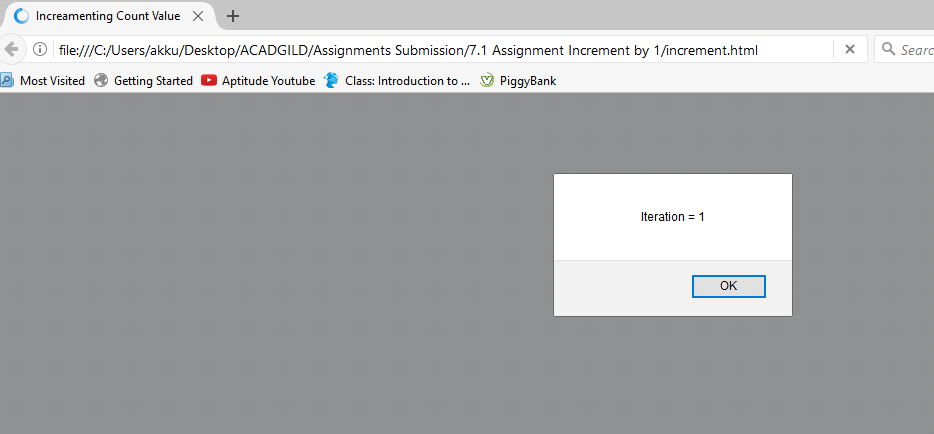 Increamenting Count Value
file:///C:/Users/akku/Desktop/ACADGILD/Assignments Submission/7.1 Assignment Increment by 1/increment.html
Searc
Most Visited Getting Started Aptitude Youtube Class: Introduction to ... PiggyBank
Iteration = 1
OK